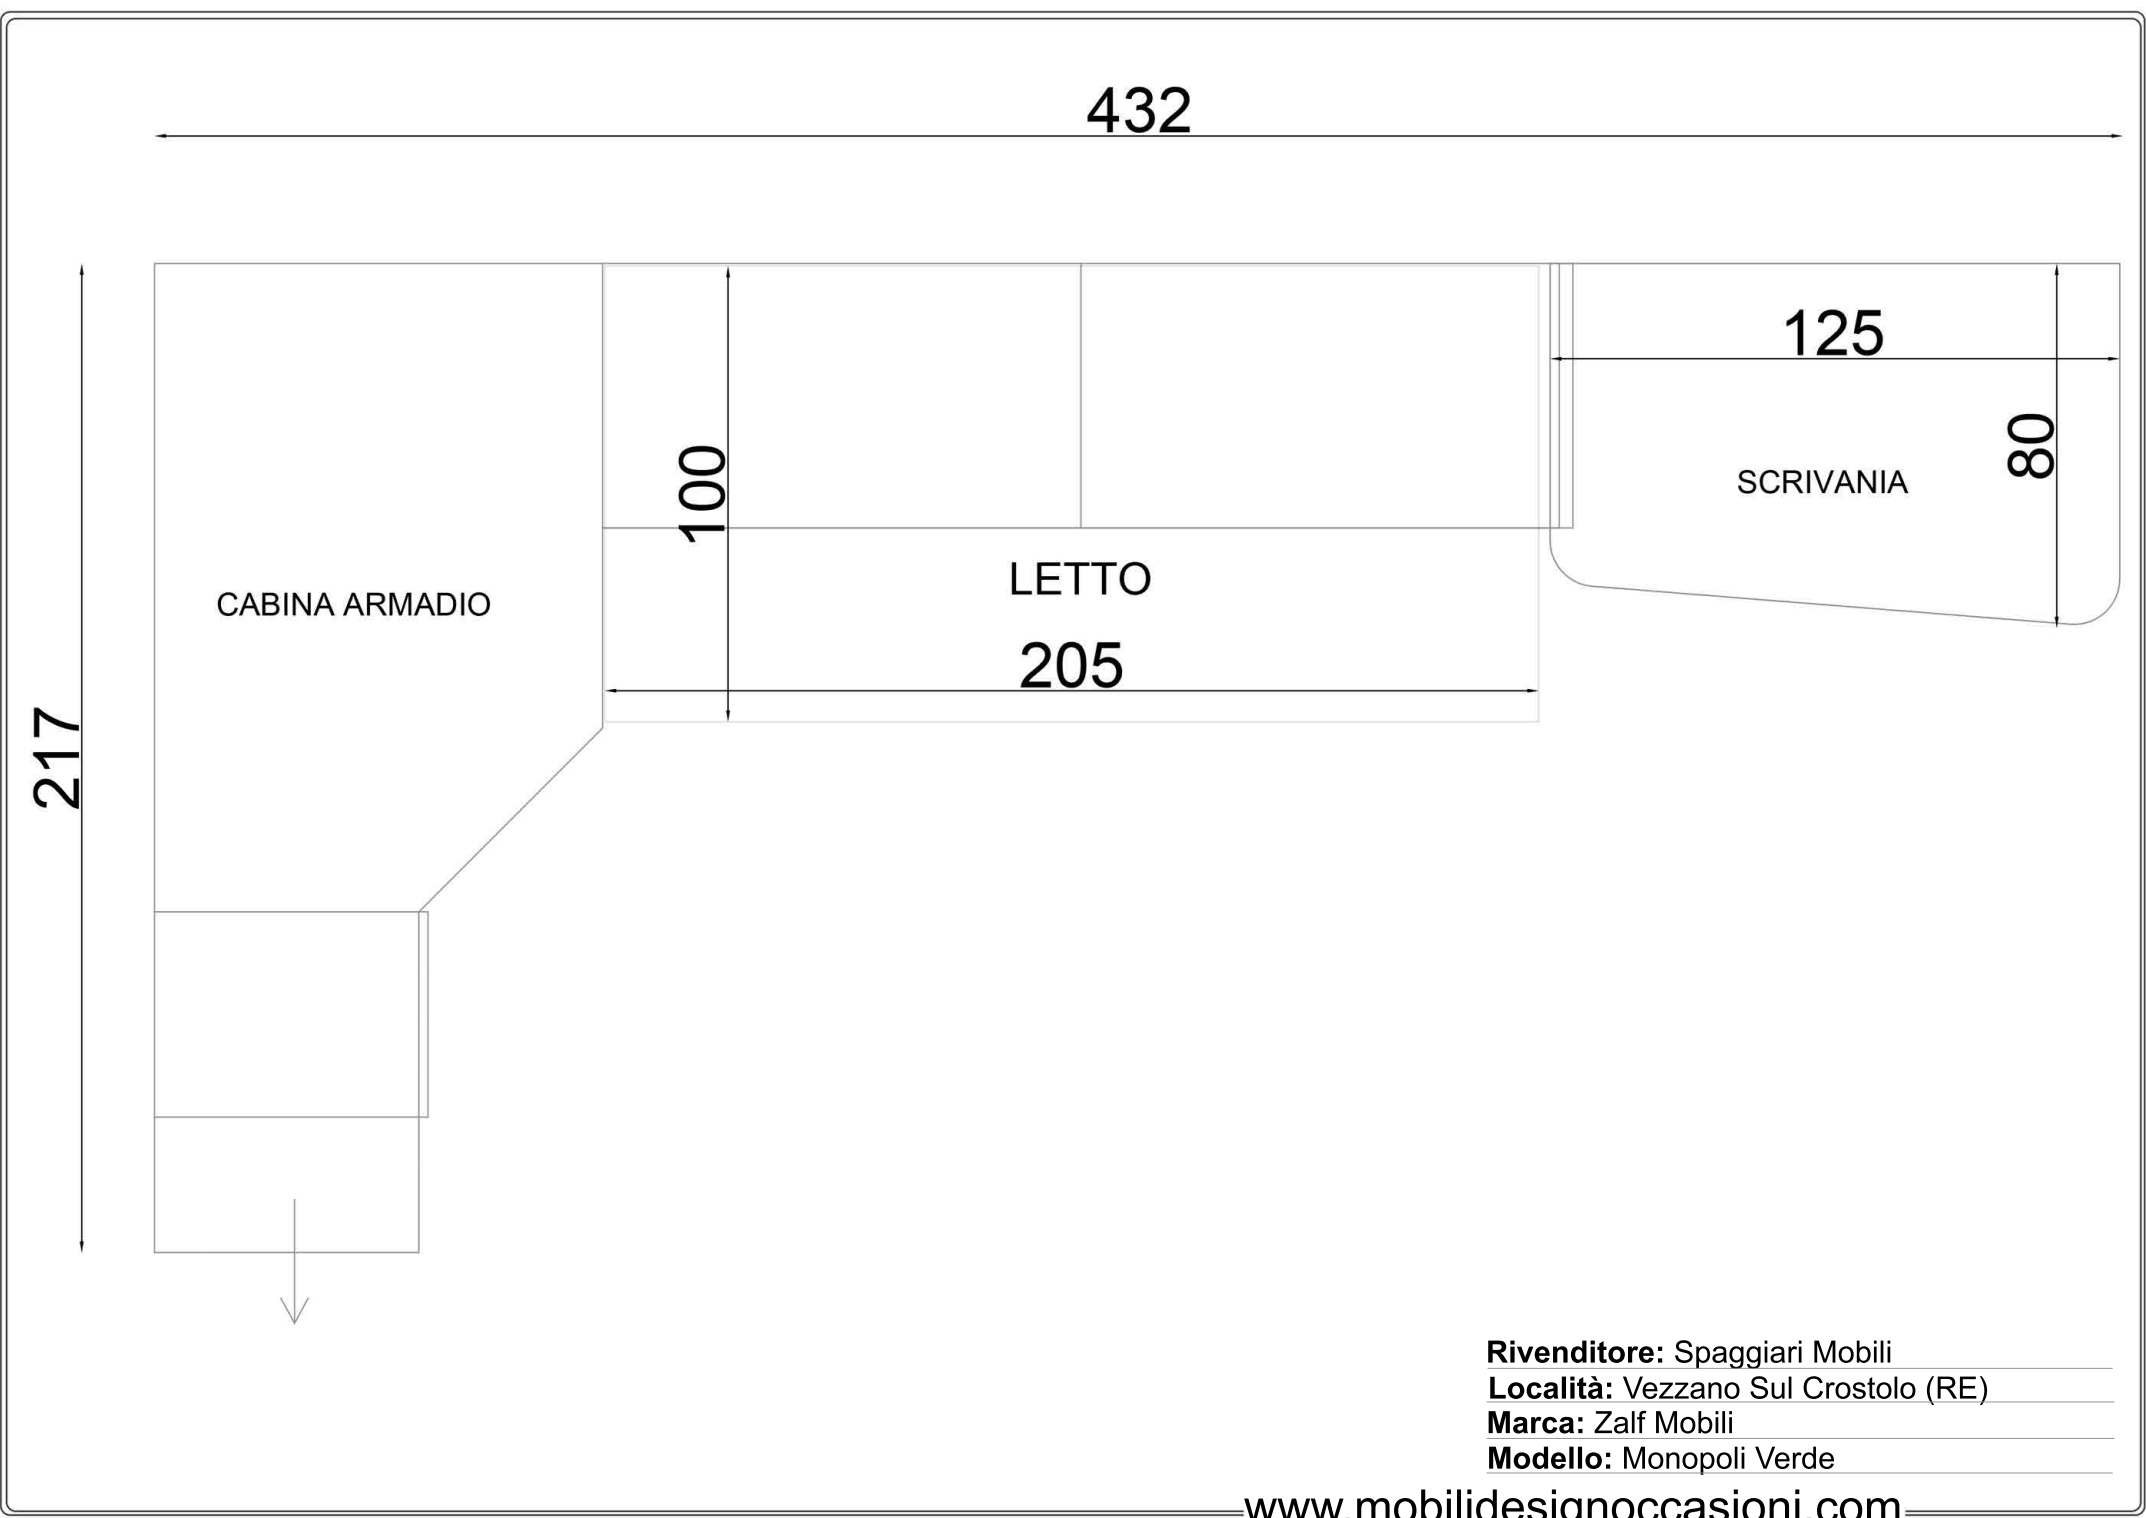 432
125
80
100
SCRIVANIA
LETTO
CABINA ARMADIO
205
217
Rivenditore: Spaggiari Mobili
Località: Vezzano Sul Crostolo (RE)
Marca: Zalf Mobili
Modello: Monopoli Verde
www.mobilidesignoccasioni.com